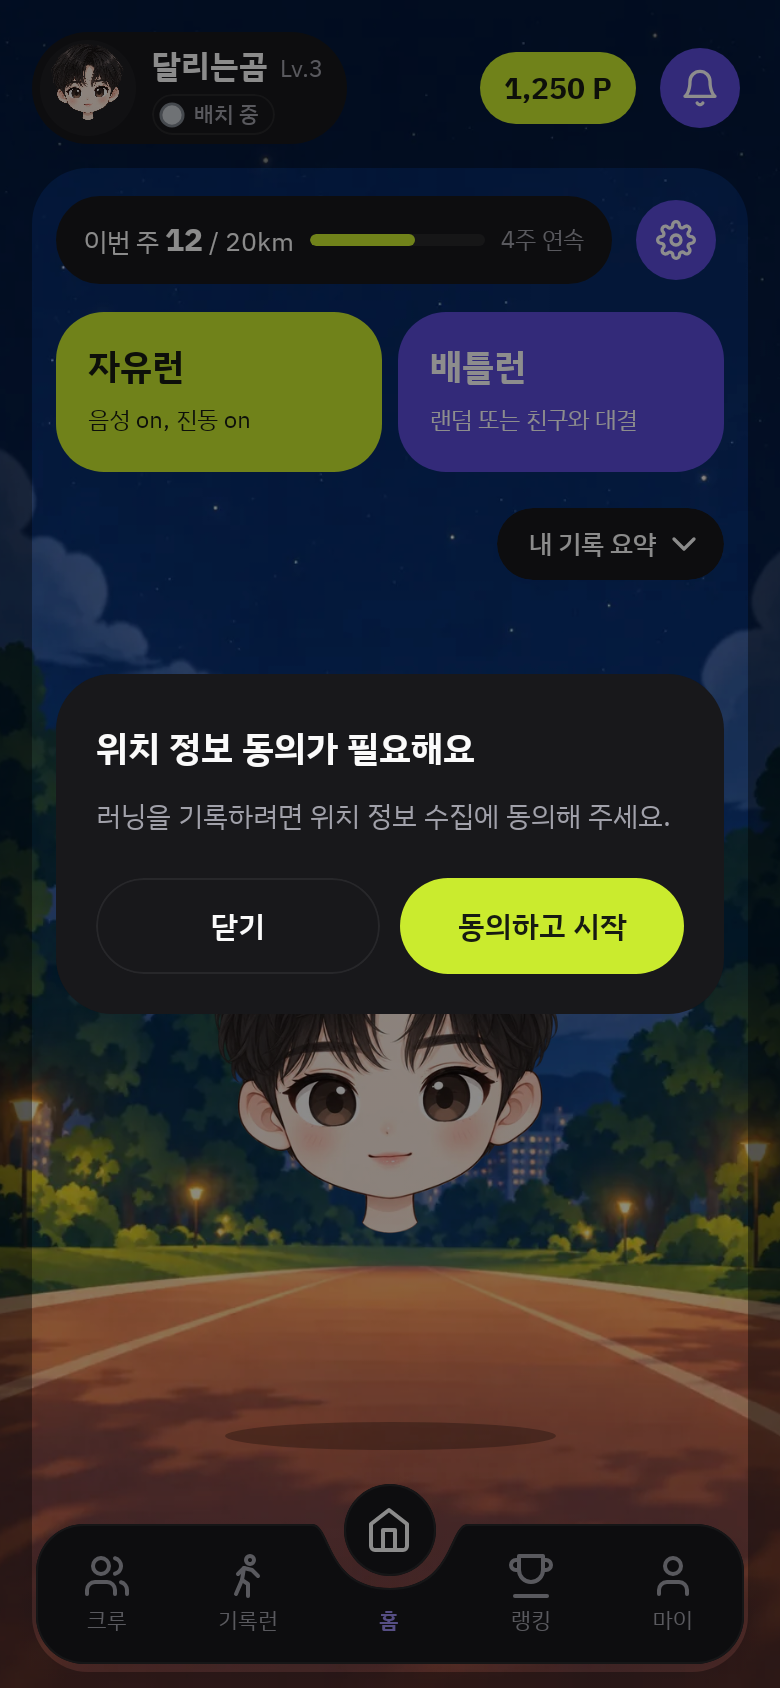 달리는곰 Lv.3
배치 중
1,250 P
이번 주 12 / 20km 4주 연속
자유런
음성 on, 진동 on
배틀런
랜덤 또는 친구와 대결
내 기록 요약
위치 정보 동의가 필요해요
러닝을 기록하려면 위치 정보 수집에 동의해 주세요.
닫기 동의하고 시작
크루 기록런 홈 랭킹 마이